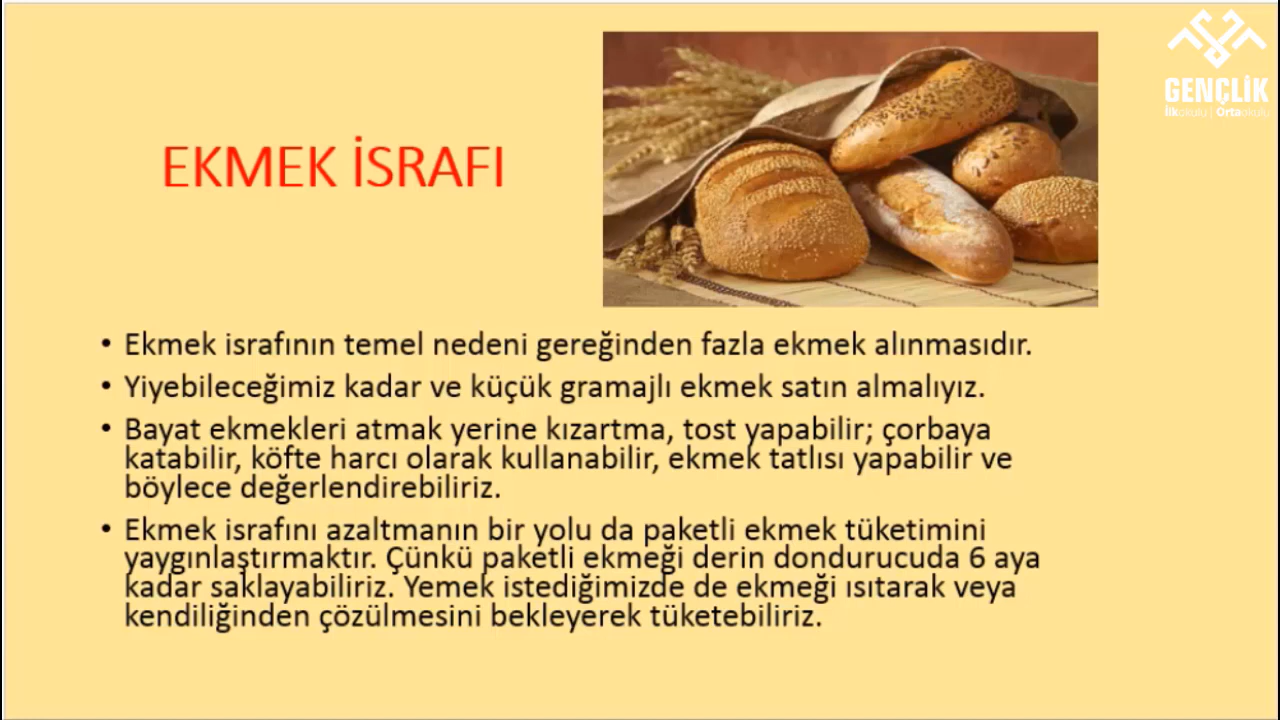 GENÇLİK
İlkokulu | Ortaokulu
EKMEK İSRAFI
• Ekmek israfının temel nedeni gereğinden fazla ekmek alınmasıdır.
• Yiyebileceğimiz kadar ve küçük gramajlı ekmek satın almalıyız.
• Bayat ekmekleri atmak yerine kızartma, tost yapabilir; çorbaya
katabilir, köfte harcı olarak kullanabilir, ekmek tatlısı yapabilir ve
böylece değerlendirebiliriz.
• Ekmek israfını azaltmanın bir yolu da paketli ekmek tüketimini
yaygınlaştırmaktır. Çünkü paketli ekmeği derin dondurucuda 6 aya
kadar saklayabiliriz. Yemek istediğimizde de ekmeği ısıtarak veya
kendiliğinden çözülmesini bekleyerek tüketebiliriz.